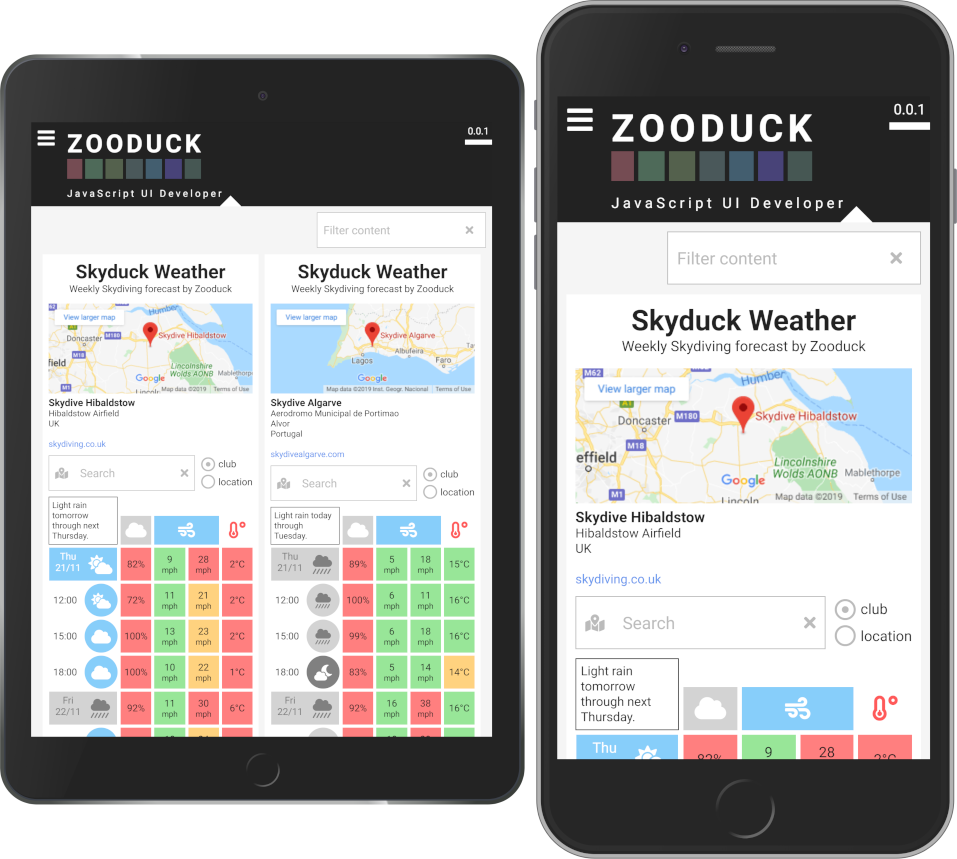 ZOODUCK
0.0.1
JavaScript UI Developer
Filter content
Skyduck Weather
Weekly Skydiving forecast by Zooduck
View larger map
Humber
Doncaster
M180
Skydive Hibaldstow
M18
field
Lincolnshire
Wolds AONB
Mablethorpe
M1
Google
Lincoln
Map data ©2019 Terms of Use
Skydive Hibaldstow
Hibaldstow Airfield
UK
skydiving.co.uk
Search
club
location
Light rain
tomorrow
through next
Thursday.
Thu
21/11
82%
9
mph
28
mph
2°C
12:00
72%
11
mph
21
mph
2°C
15:00
100%
13
mph
23
mph
2°C
18:00
100%
10
mph
22
mph
1°C
Fri
22/11
92%
11
mph
30
mph
6°C
Skyduck Weather
Weekly Skydiving forecast by Zooduck
View larger map
Skydive Algarve
Albufeira
Lagos
Faro
Google
Map data ©2019 Inst. Geogr. Nacional Terms of Use
Skydive Algarve
Aerodromo Municipal de Portimao
Alvor
Portugal
skydivealgarve.com
Search
club
location
Light rain today
through
Tuesday.
Thu
21/11
89%
5
mph
18
mph
15°C
12:00
100%
6
mph
11
mph
16°C
15:00
99%
6
mph
18
mph
16°C
18:00
83%
5
mph
14
mph
14°C
Fri
22/11
92%
16
mph
38
mph
16°C
ZOODUCK
0.0.1
JavaScript UI Developer
Filter content
Skyduck Weather
Weekly Skydiving forecast by Zooduck
M62
View larger map
Humber
Doncaster
M180
Skydive Hibaldstow
M18
effield
Lincolnshire
Wolds AONB
Mablethorpe
M1
Google
Lincoln
Map data ©2019 Terms of Use
Skydive Hibaldstow
Hibaldstow Airfield
UK
skydiving.co.uk
Search
club
location
Light rain
tomorrow
through next
Thursday.
Thu
82%
9
28
2°C